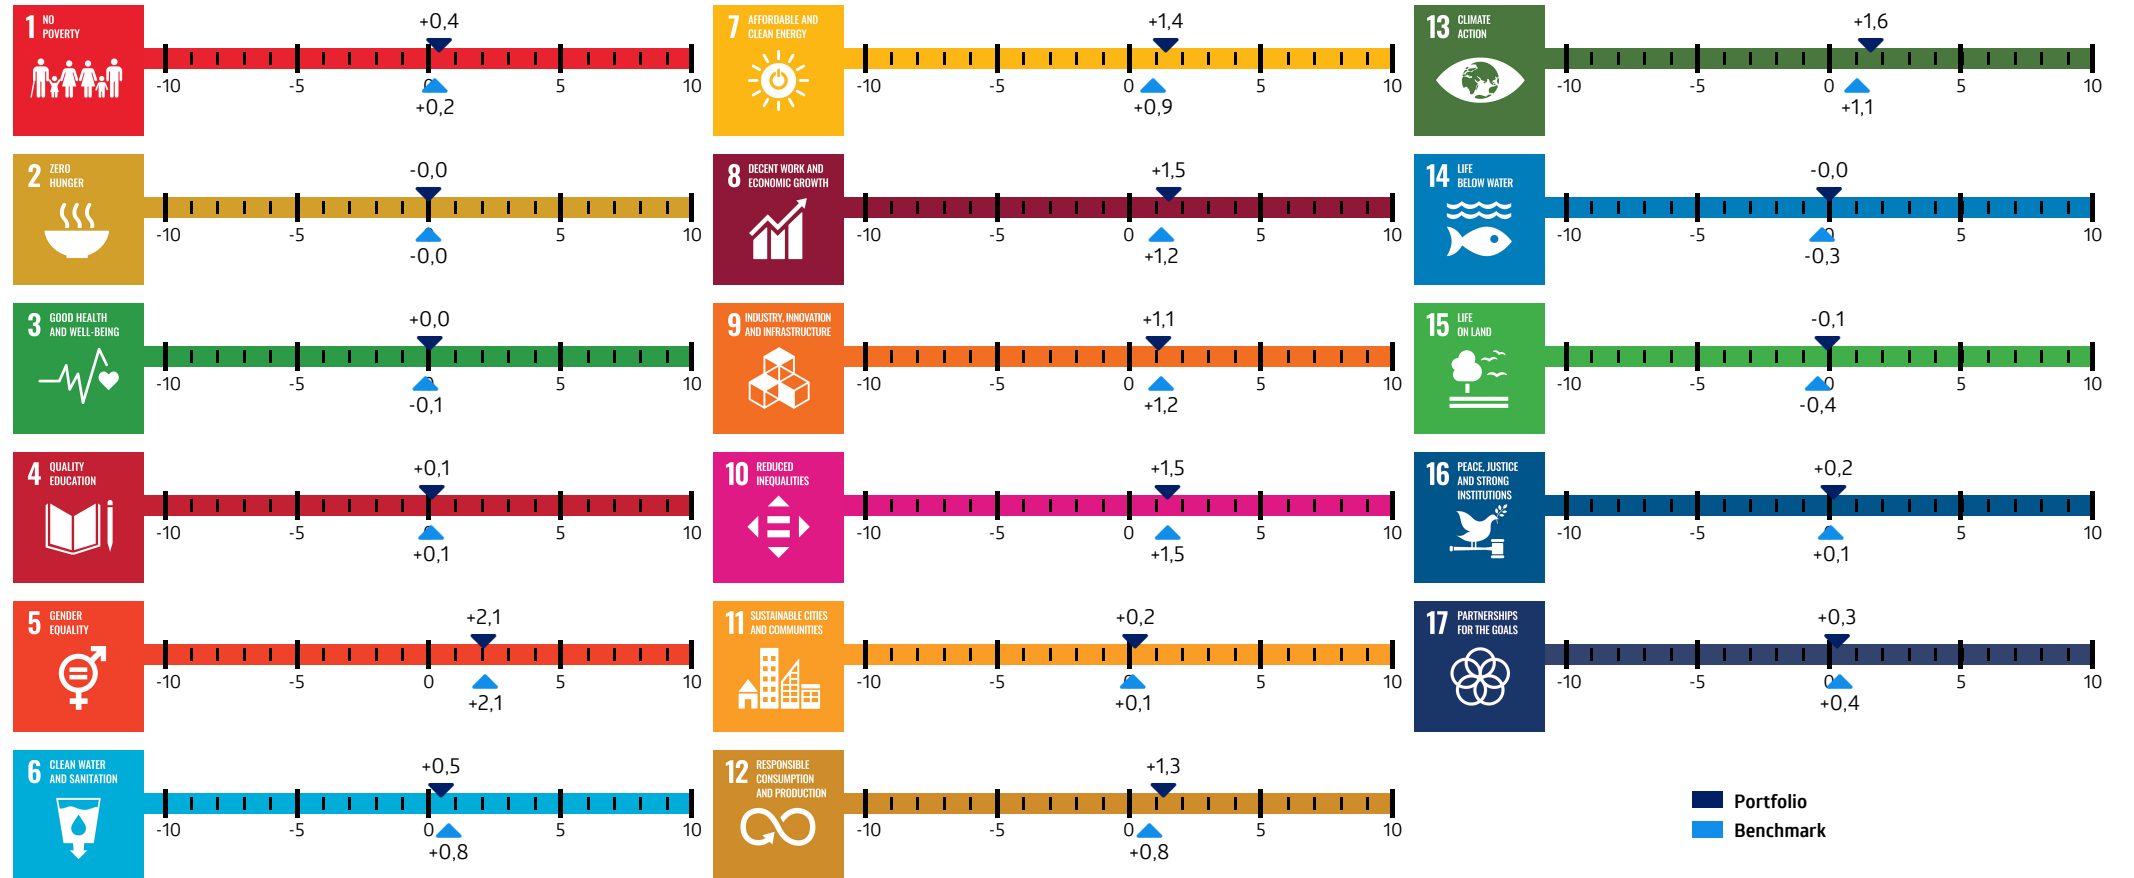 1 NO
POVERTY
+0,4
-10 -5 0 5 10
+0,2
2 ZERO
HUNGER
-0,0
-10 -5 0 5 10
-0,0
3 GOOD HEALTH
AND WELL-BEING
+0,0
-10 -5 0 5 10
-0,1
4 QUALITY
EDUCATION
+0,1
-10 -5 0 5 10
+0,1
5 GENDER
EQUALITY
+2,1
-10 -5 0 5 10
+2,1
6 CLEAN WATER
AND SANITATION
+0,5
-10 -5 0 5 10
+0,8
7 AFFORDABLE AND
CLEAN ENERGY
+1,4
-10 -5 0 5 10
+0,9
8 DECENT WORK AND
ECONOMIC GROWTH
+1,5
-10 -5 0 5 10
+1,2
9 INDUSTRY, INNOVATION
AND INFRASTRUCTURE
+1,1
-10 -5 0 5 10
+1,2
10 REDUCED
INEQUALITIES
+1,5
-10 -5 0 5 10
+1,5
11 SUSTAINABLE CITIES
AND COMMUNITIES
+0,2
-10 -5 0 5 10
+0,1
12 RESPONSIBLE
CONSUMPTION
AND PRODUCTION
+1,3
-10 -5 0 5 10
+0,8
13 CLIMATE
ACTION
+1,6
-10 -5 0 5 10
+1,1
14 LIFE
BELOW WATER
-0,0
-10 -5 0 5 10
-0,3
15 LIFE
ON LAND
-0,1
-10 -5 0 5 10
-0,4
16 PEACE, JUSTICE
AND STRONG
INSTITUTIONS
+0,2
-10 -5 0 5 10
+0,1
17 PARTNERSHIPS
FOR THE GOALS
+0,3
-10 -5 0 5 10
+0,4
Portfolio
Benchmark